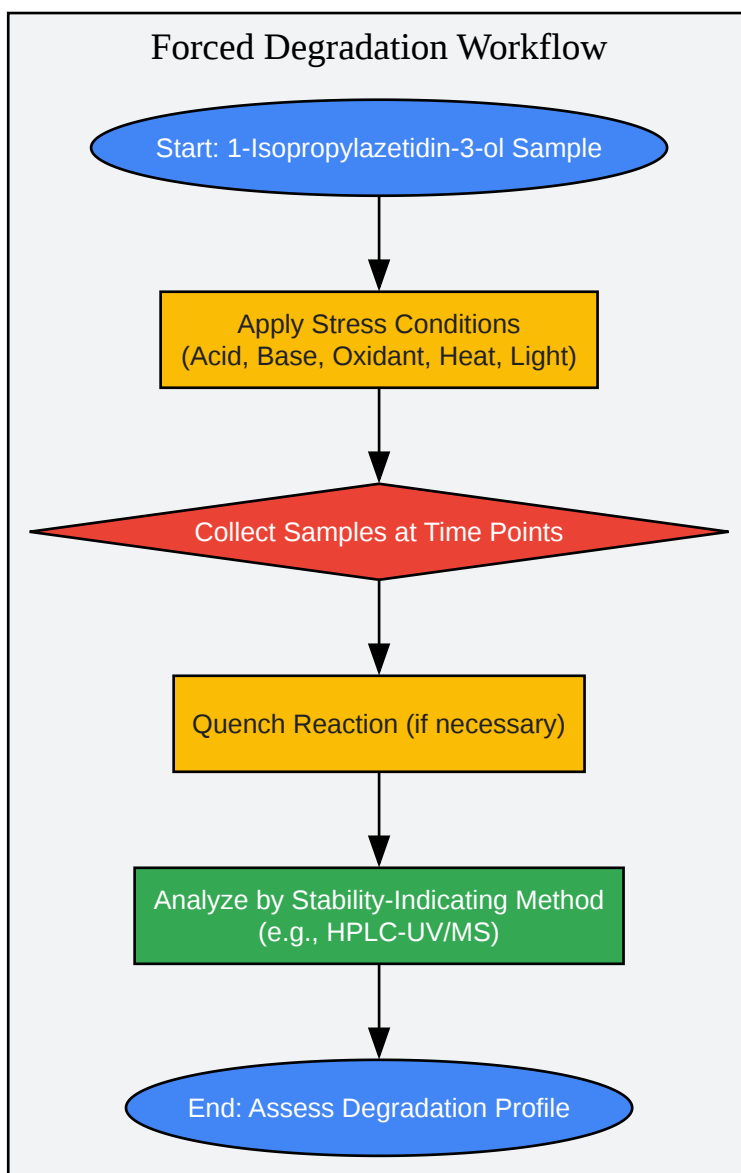 Forced Degradation Workflow
Start: 1-Isopropylazetidin-3-ol Sample
Apply Stress Conditions
(Acid, Base, Oxidant, Heat, Light)
Collect Samples at Time Points
Quench Reaction (if necessary)
Analyze by Stability-Indicating Method
(e.g., HPLC-UV/MS)
End: Assess Degradation Profile